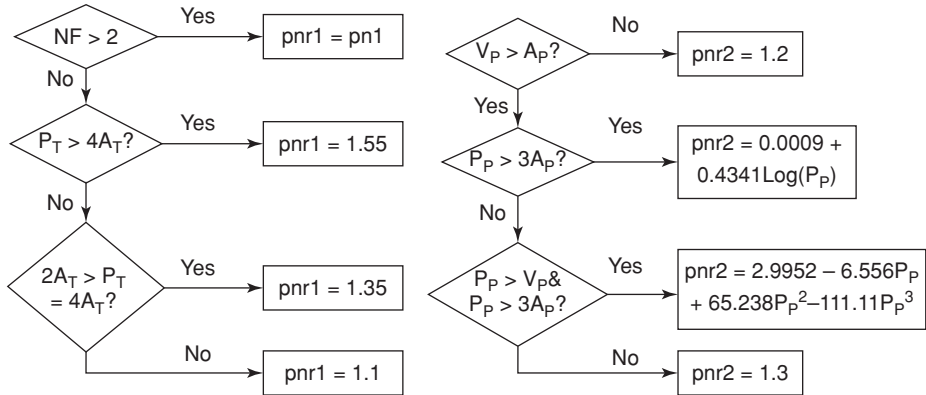 NF > 2
Yes
pnr1 = pn1
No
P_T > 4A_T?
Yes
pnr1 = 1.55
No
2A_T > P_T
= 4A_T?
Yes
pnr1 = 1.35
No
pnr1 = 1.1
V_P > A_P?
No
pnr2 = 1.2
Yes
P_P > 3A_P?
Yes
pnr2 = 0.0009 +
0.4341Log(P_P)
No
P_P > V_P&
P_P > 3A_P?
Yes
pnr2 = 2.9952 – 6.556P_P
+ 65.238P_P^2–111.11P_P^3
No
pnr2 = 1.3